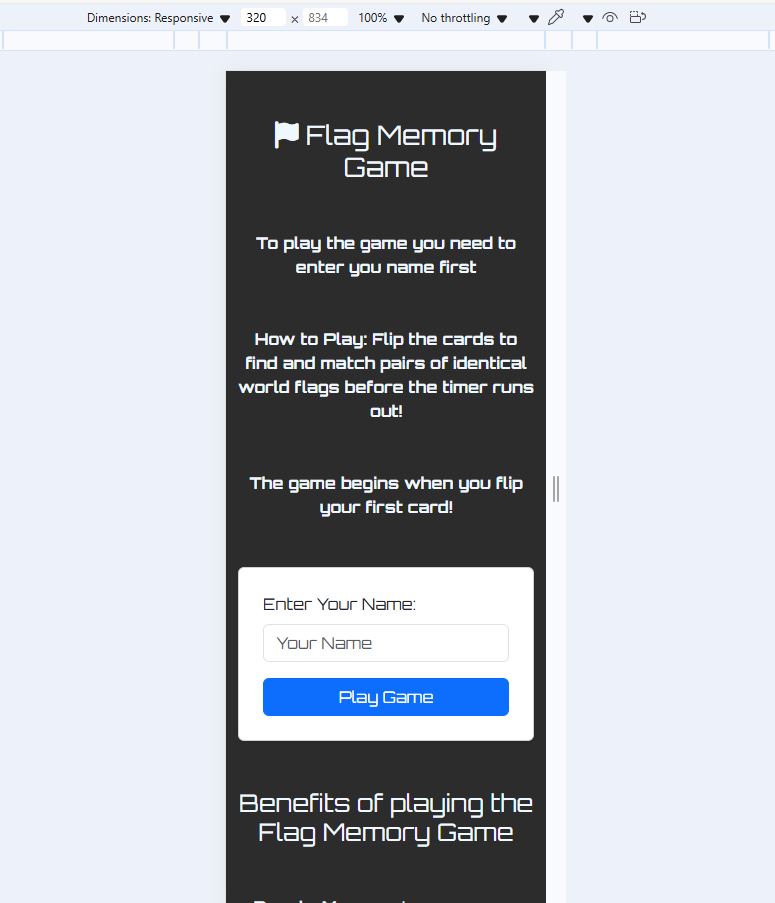 Dimensions: Responsive 320 × 834 100% No throttling
Flag Memory
Game
To play the game you need to
enter you name first
How to Play: Flip the cards to
find and match pairs of identical
world flags before the timer runs
out!
The game begins when you flip
your first card!
Enter Your Name:
Your Name
Play Game
Benefits of playing the
Flag Memory Game